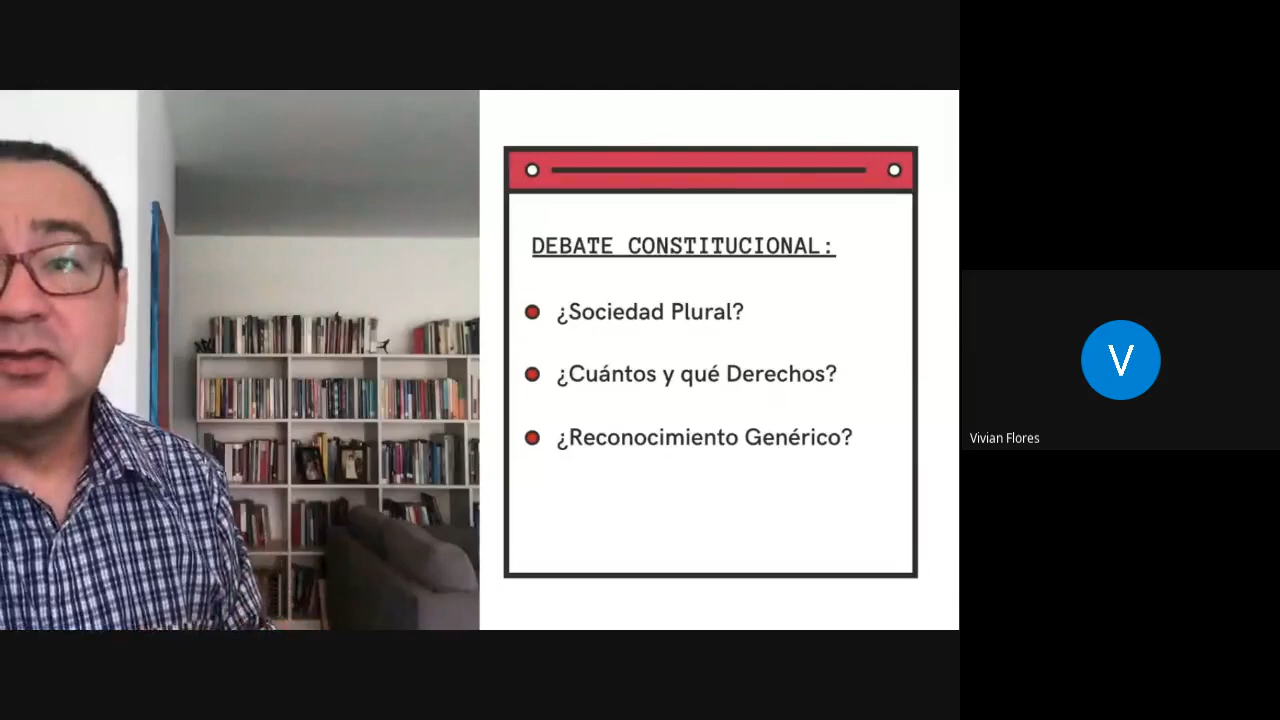 DEBATE CONSTITUCIONAL:
¿Sociedad Plural?
¿Cuántos y qué Derechos?
¿Reconocimiento Genérico?
V
Vivian Flores